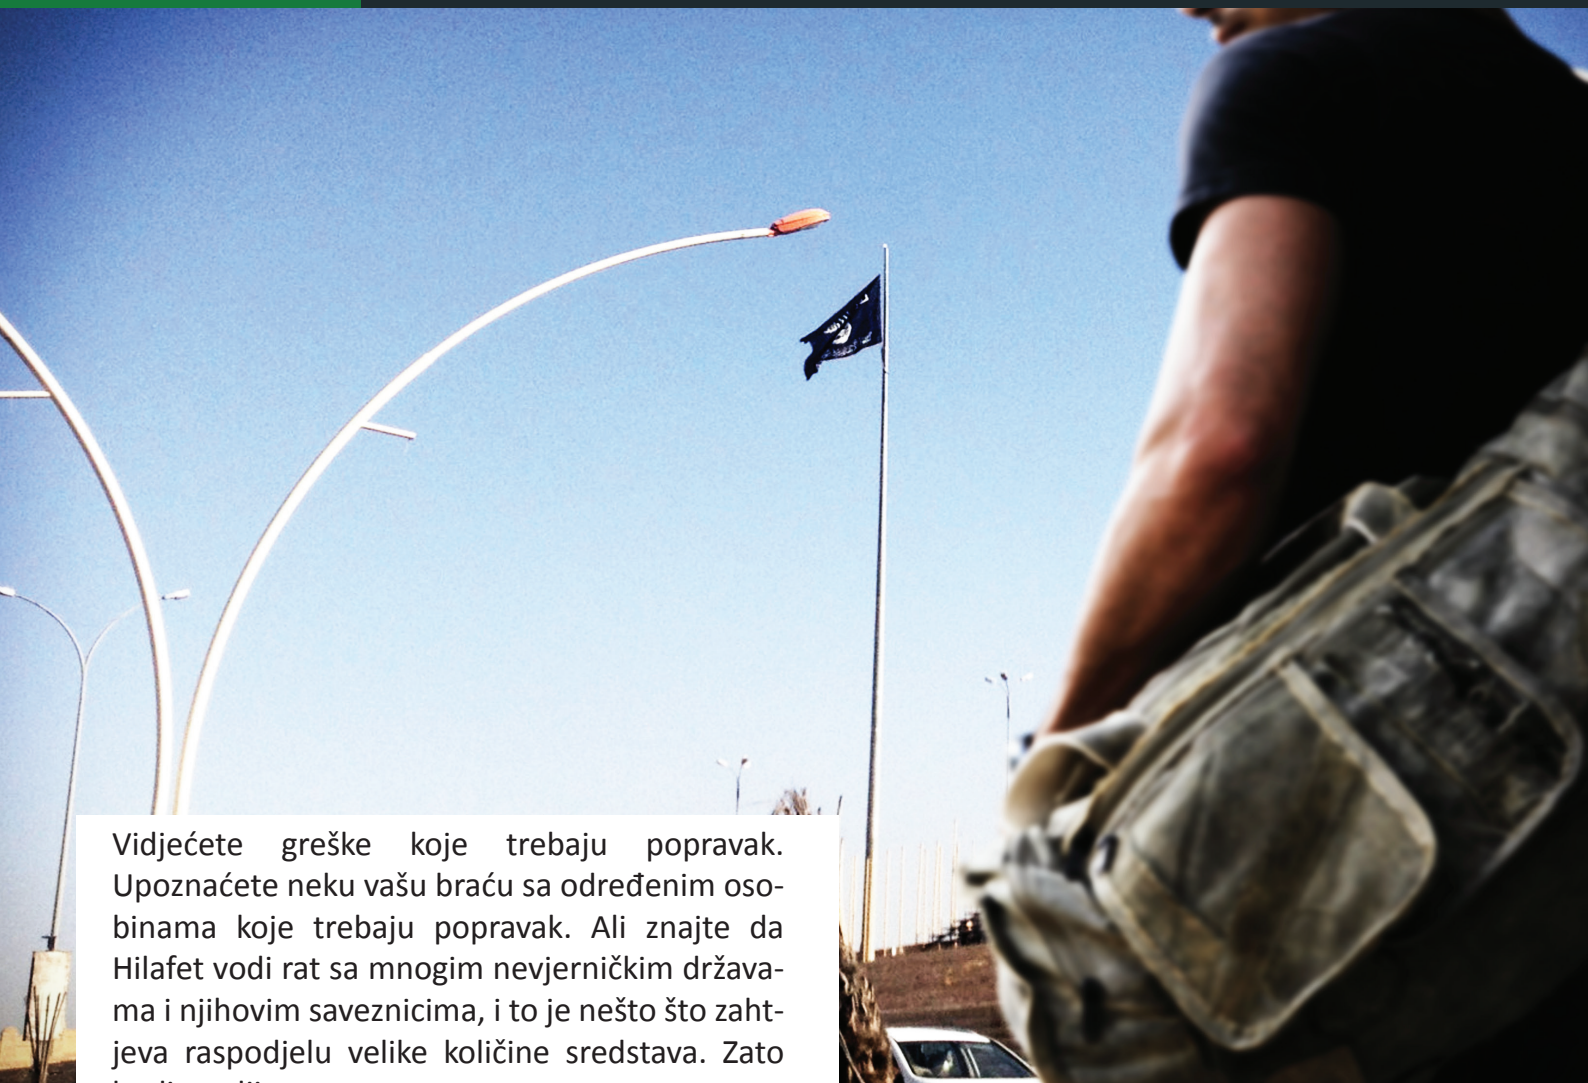 Vidjećete greške koje trebaju popravak.
Upoznaćete neku vašu braću sa određenim oso-
binama koje trebaju popravak. Ali znajte da
Hilafet vodi rat sa mnogim nevjerničkim država-
ma i njihovim saveznicima, i to je nešto što zaht-
jeva raspodjelu velike količine sredstava. Zato